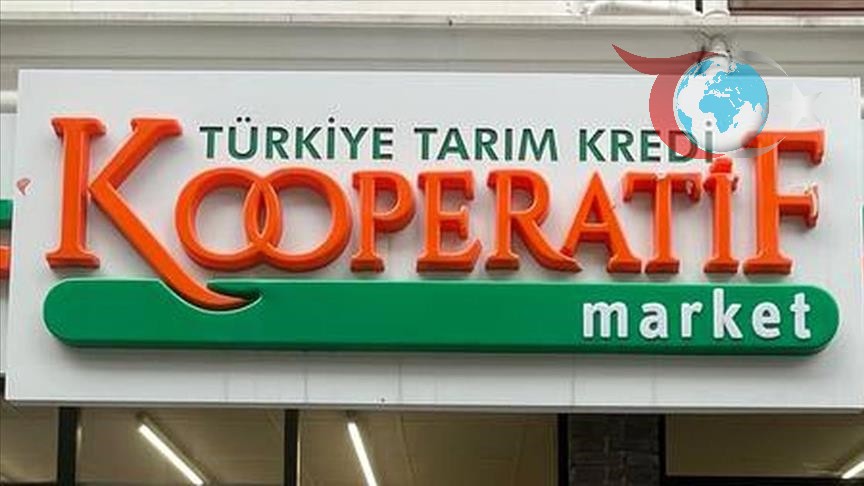 TÜRKİYE TARIM KREDİ
KOOPERATİF
market